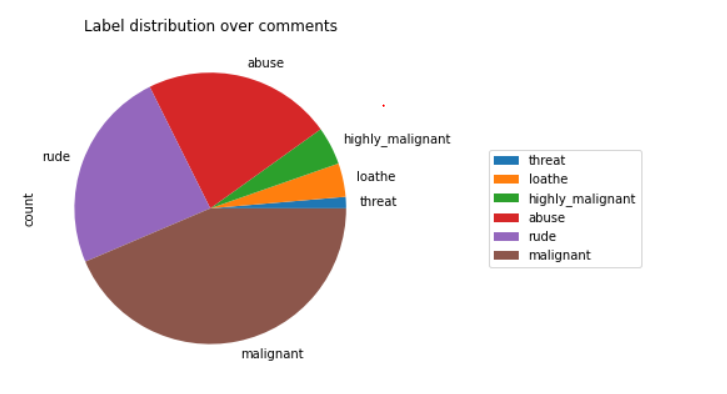 Label distribution over comments
abuse
highly_malignant
rude
loathe
threat
count
malignant
threat
loathe
highly_malignant
abuse
rude
malignant